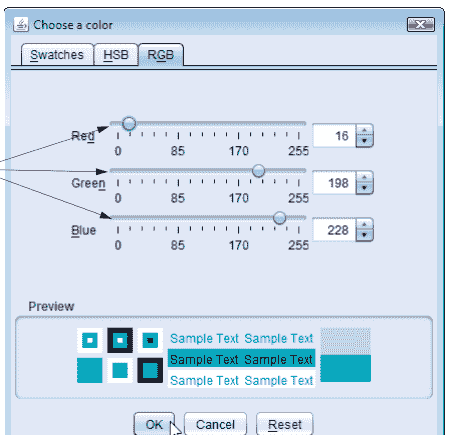 Choose a color
Swatches HSB RGB
Red 16
0 85 170 255
Green 198
0 85 170 255
Blue 228
0 85 170 255
Preview
Sample Text Sample Text
Sample Text Sample Text
Sample Text Sample Text
OK Cancel Reset